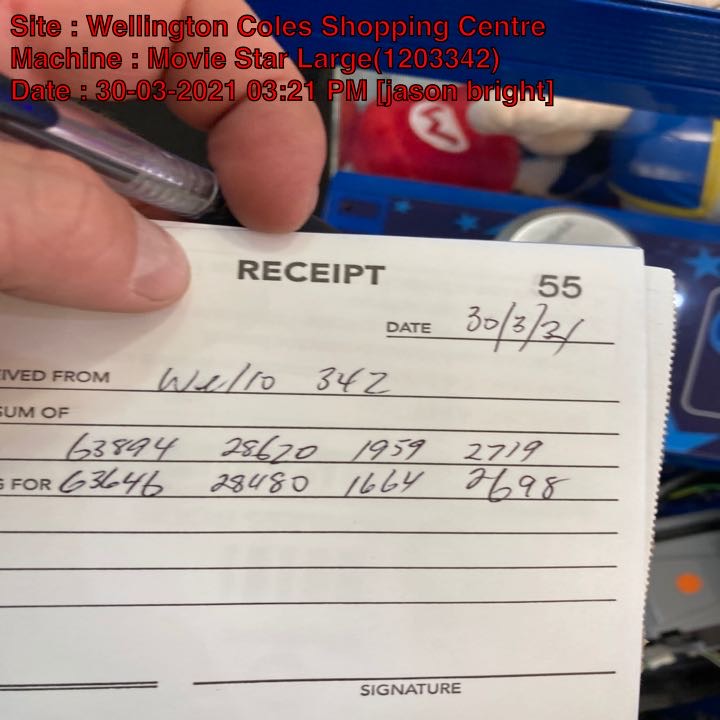 Site : Wellington Coles Shopping Centre
Machine : Movie Star Large(1203342)
Date : 30-03-2021 03:21 PM [jason bright]
M
RECEIPT
55
DATE 30/3/21
IVED FROM Wello 342
SUM OF
63894 28620 1959 2719
G FOR 63646 28480 1664 2698
SIGNATURE